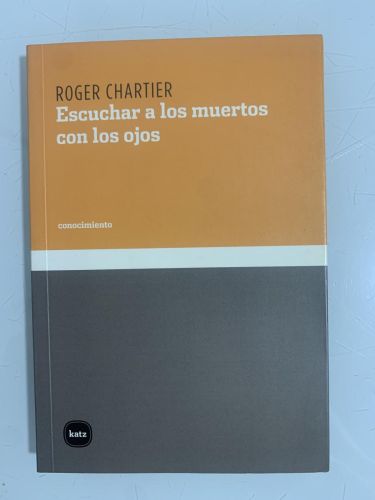 ROGER CHARTIER
Escuchar a los muertos
con los ojos
conocimiento
katz